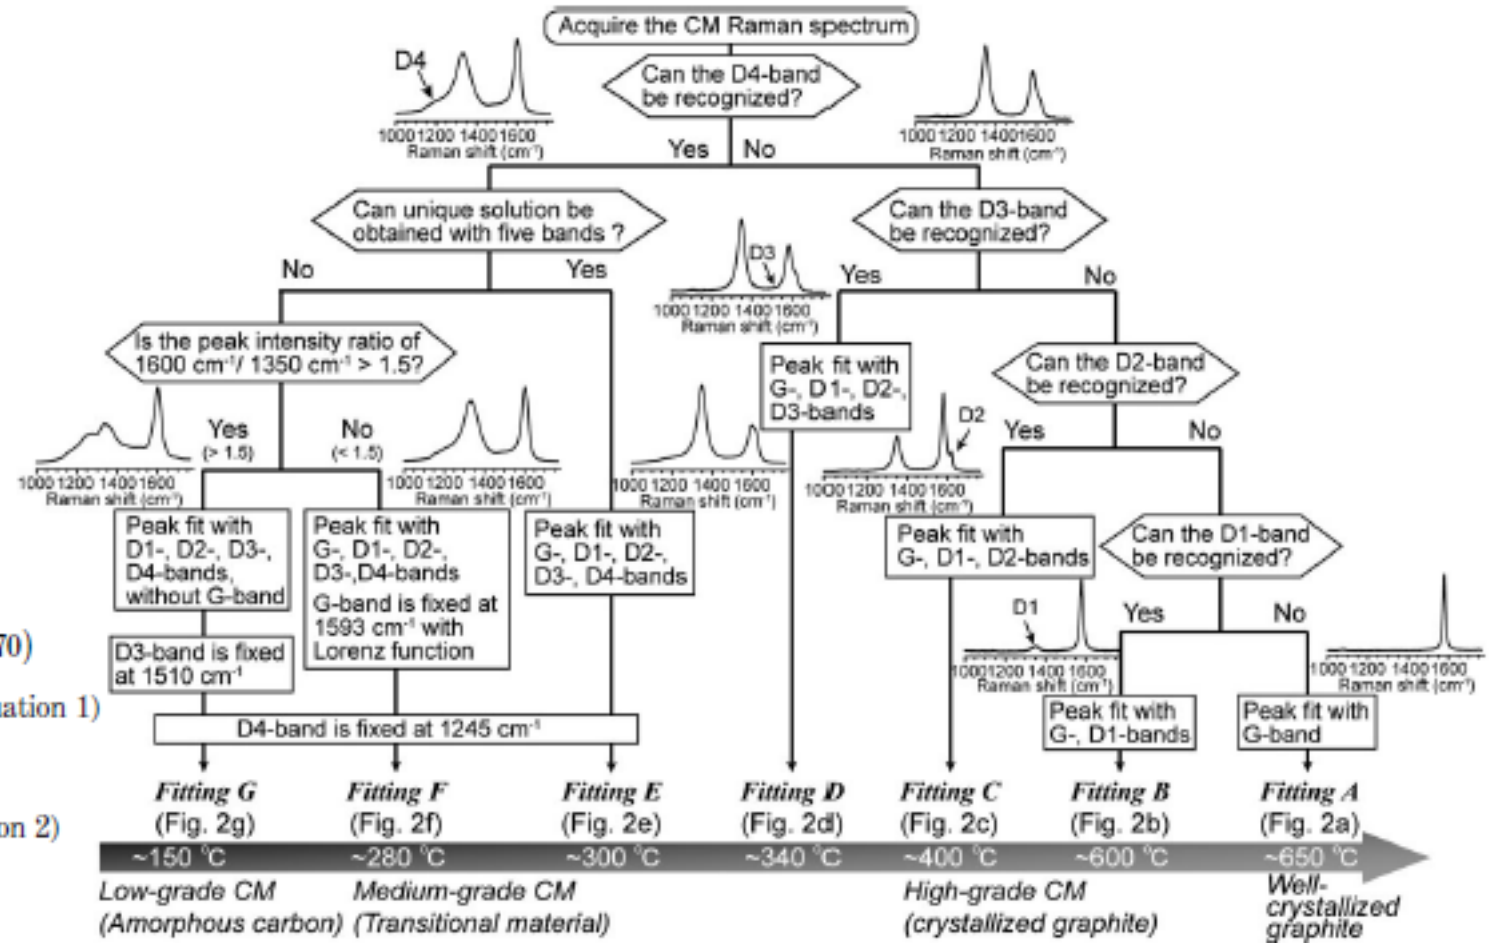 Acquire the CM Raman spectrum
Can the D4-band
be recognized?
D4
1000 1200 1400 1600
Raman shift (cm-1)
1000 1200 1400 1600
Raman shift (cm-1)
Yes
No
Can unique solution be
obtained with five bands ?
Can the D3-band
be recognized?
No
Yes
D3
1000 1200 1400 1600
Raman shift (cm-1)
Yes
No
Is the peak intensity ratio of
1600 cm-1/ 1350 cm-1 > 1.5?
Peak fit with
G-, D1-, D2-,
D3-bands
Can the D2-band
be recognized?
Yes
(> 1.5)
No
(< 1.5)
1000 1200 1400 1600
Raman shift (cm-1)
1000 1200 1400 1600
Raman shift (cm-1)
1000 1200 1400 1600
Raman shift (cm-1)
D2
1000 1200 1400 1600
Raman shift (cm-1)
Yes
No
Peak fit with
D1-, D2-, D3-,
D4-bands,
without G-band
Peak fit with
G-, D1-, D2-,
D3-,D4-bands
G-band is fixed at
1593 cm-1 with
Lorenz function
Peak fit with
G-, D1-, D2-,
D3-, D4-bands
Peak fit with
G-, D1-, D2-bands
Can the D1-band
be recognized?
D1
1000 1200 1400 1600
Raman shift (cm-1)
Yes
No
1000 1200 1400 1600
Raman shift (cm-1)
70)
D3-band is fixed
at 1510 cm-1
uation 1)
D4-band is fixed at 1245 cm-1
Peak fit with
G-, D1-bands
Peak fit with
G-band
on 2)
Fitting G
(Fig. 2g)
Fitting F
(Fig. 2f)
Fitting E
(Fig. 2e)
Fitting D
(Fig. 2d)
Fitting C
(Fig. 2c)
Fitting B
(Fig. 2b)
Fitting A
(Fig. 2a)
~150 °C
~280 °C
~300 °C
~340 °C
~400 °C
~600 °C
~650 °C
Low-grade CM
(Amorphous carbon)
Medium-grade CM
(Transitional material)
High-grade CM
(crystallized graphite)
Well-
crystallized
graphite